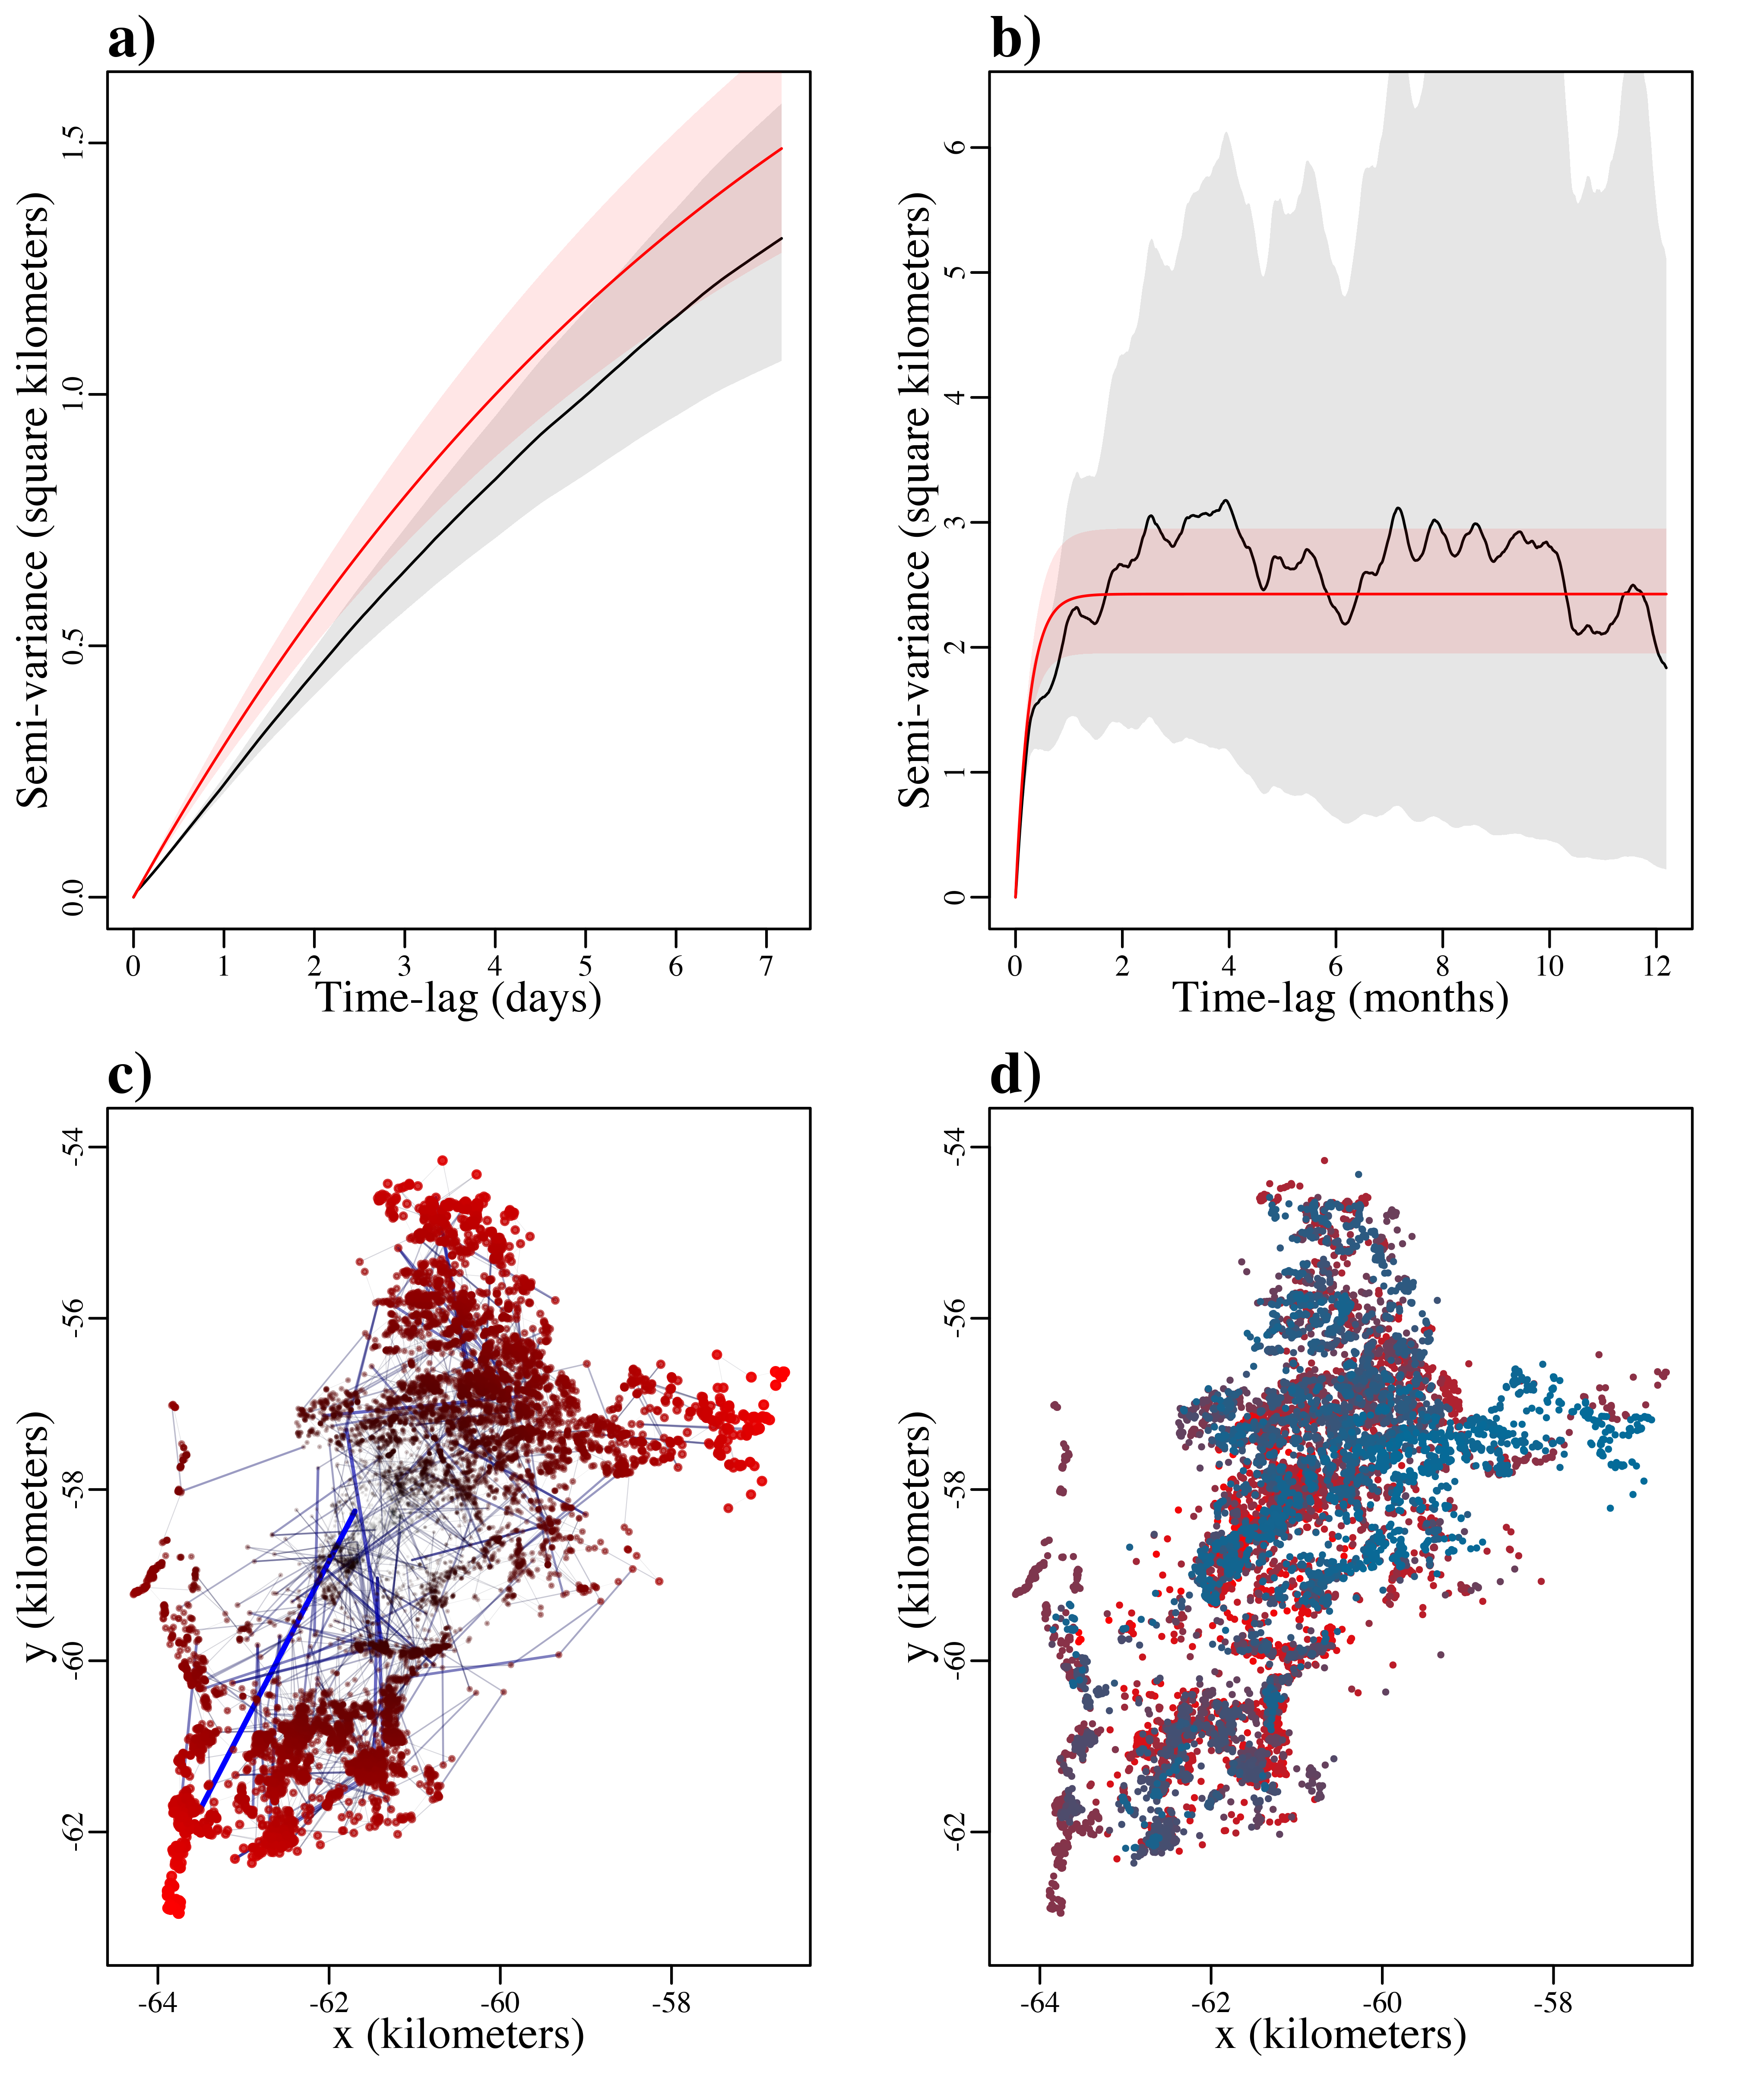 a)
Semi-variance (square kilometers)
0.0 0.5 1.0 1.5
0 1 2 3 4 5 6 7
Time-lag (days)
b)
Semi-variance (square kilometers)
0 1 2 3 4 5 6
0 2 4 6 8 10 12
Time-lag (months)
c)
y (kilometers)
-62 -60 -58 -56 -54
-64 -62 -60 -58
x (kilometers)
d)
y (kilometers)
-62 -60 -58 -56 -54
-64 -62 -60 -58
x (kilometers)